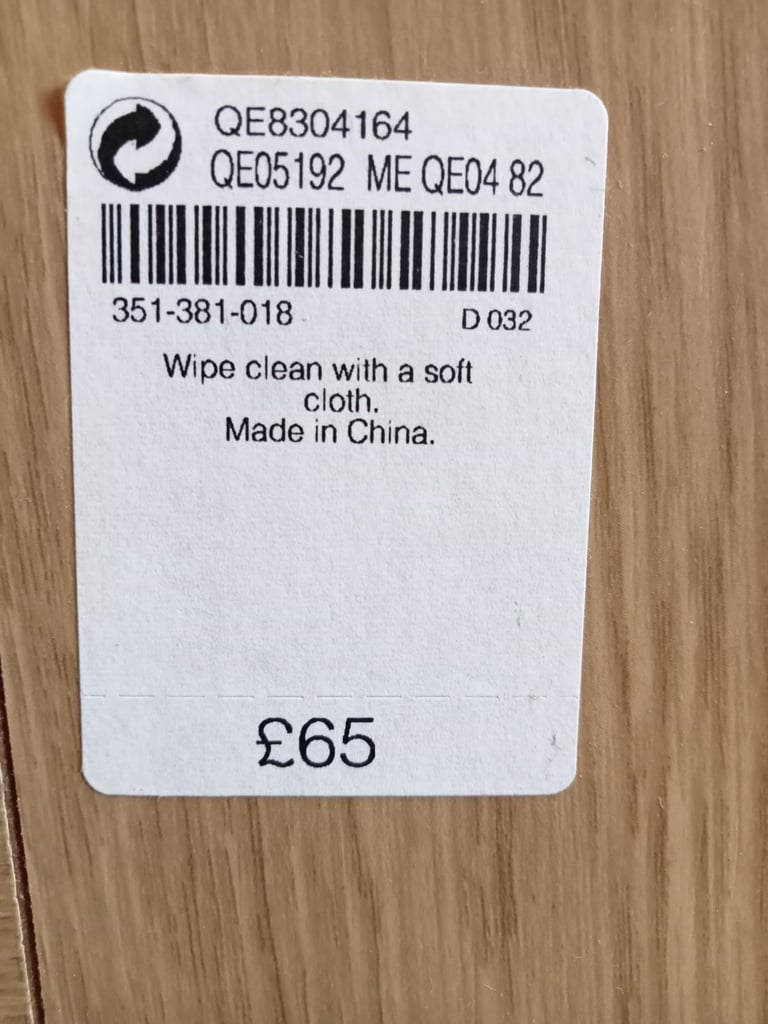 QE8304164
QE05192 ME QE04 82
351-381-018 D 032
Wipe clean with a soft
cloth.
Made in China.
£65